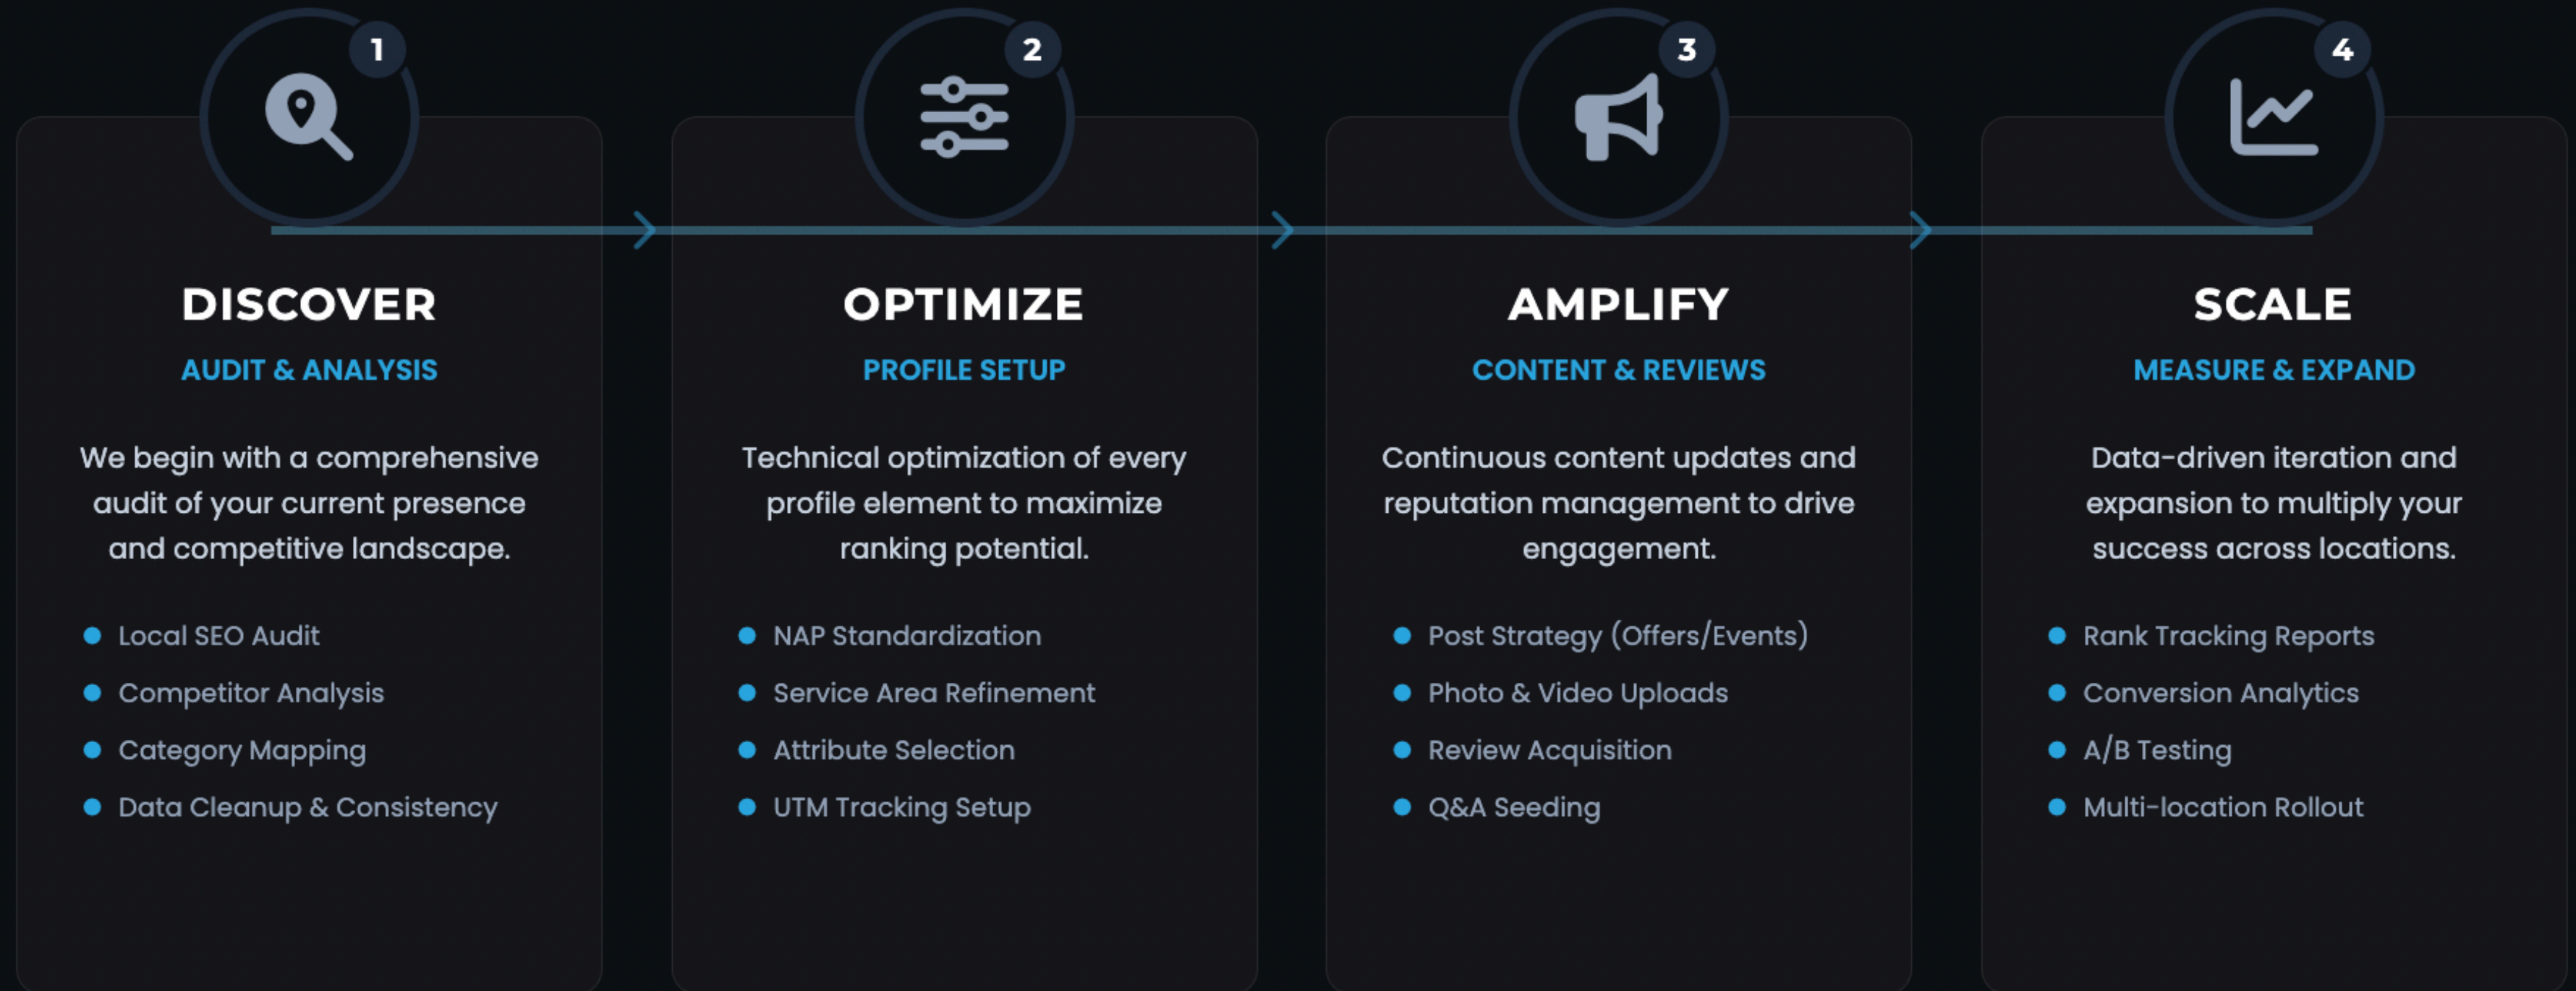 1
DISCOVER
AUDIT & ANALYSIS
We begin with a comprehensive
audit of your current presence
and competitive landscape.
Local SEO Audit
Competitor Analysis
Category Mapping
Data Cleanup & Consistency
2
OPTIMIZE
PROFILE SETUP
Technical optimization of every
profile element to maximize
ranking potential.
NAP Standardization
Service Area Refinement
Attribute Selection
UTM Tracking Setup
3
AMPLIFY
CONTENT & REVIEWS
Continuous content updates and
reputation management to drive
engagement.
Post Strategy (Offers/Events)
Photo & Video Uploads
Review Acquisition
Q&A Seeding
4
SCALE
MEASURE & EXPAND
Data-driven iteration and
expansion to multiply your
success across locations.
Rank Tracking Reports
Conversion Analytics
A/B Testing
Multi-location Rollout